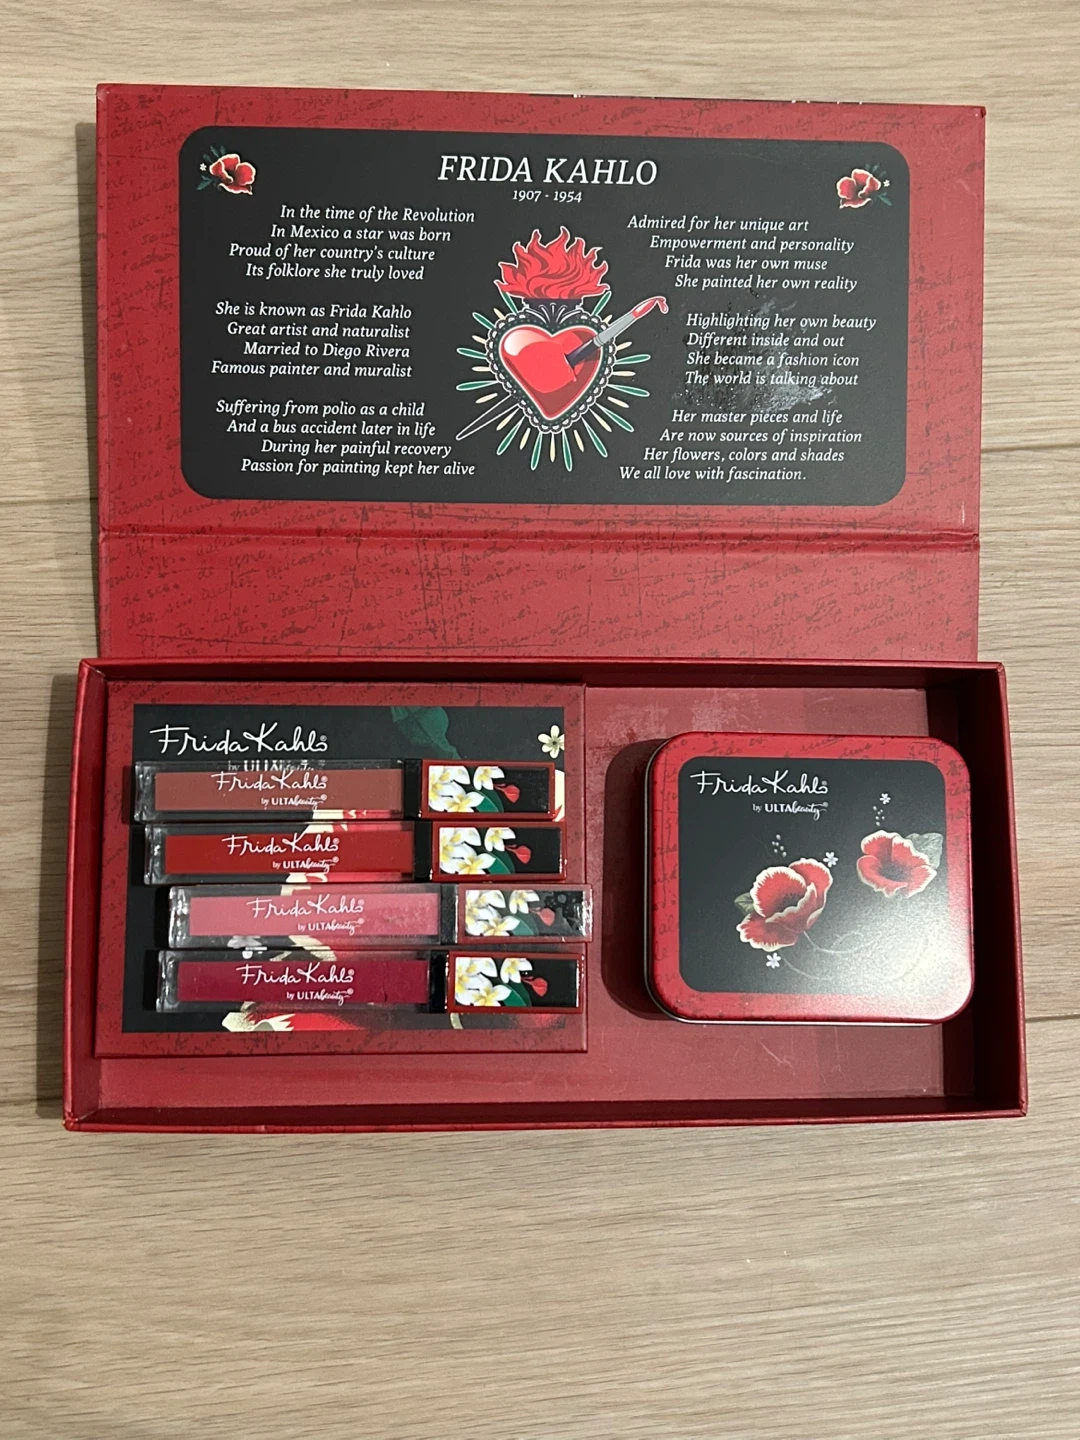 FRIDA KAHLO
1907 - 1954
In the time of the Revolution
In Mexico a star was born
Proud of her country's culture
Its folklore she truly loved
She is known as Frida Kahlo
Great artist and naturalist
Married to Diego Rivera
Famous painter and muralist
Suffering from polio as a child
And a bus accident later in life
During her painful recovery
Passion for painting kept her alive
Admired for her unique art
Empowerment and personality
Frida was her own muse
She painted her own reality
Highlighting her own beauty
Different inside and out
She became a fashion icon
The world is talking about
Her master pieces and life
Are now sources of inspiration
Her flowers, colors and shades
We all love with fascination.
Frida Kahlo®
by ULTA
Frida Kahlo
by ULTAbeauty®
Frida Kahlo
by ULTAbeauty®
Frida Kahlo
by ULTAbeauty®
Frida Kahlo
by ULTAbeauty®
Frida Kahlo®
by ULTAbeauty®